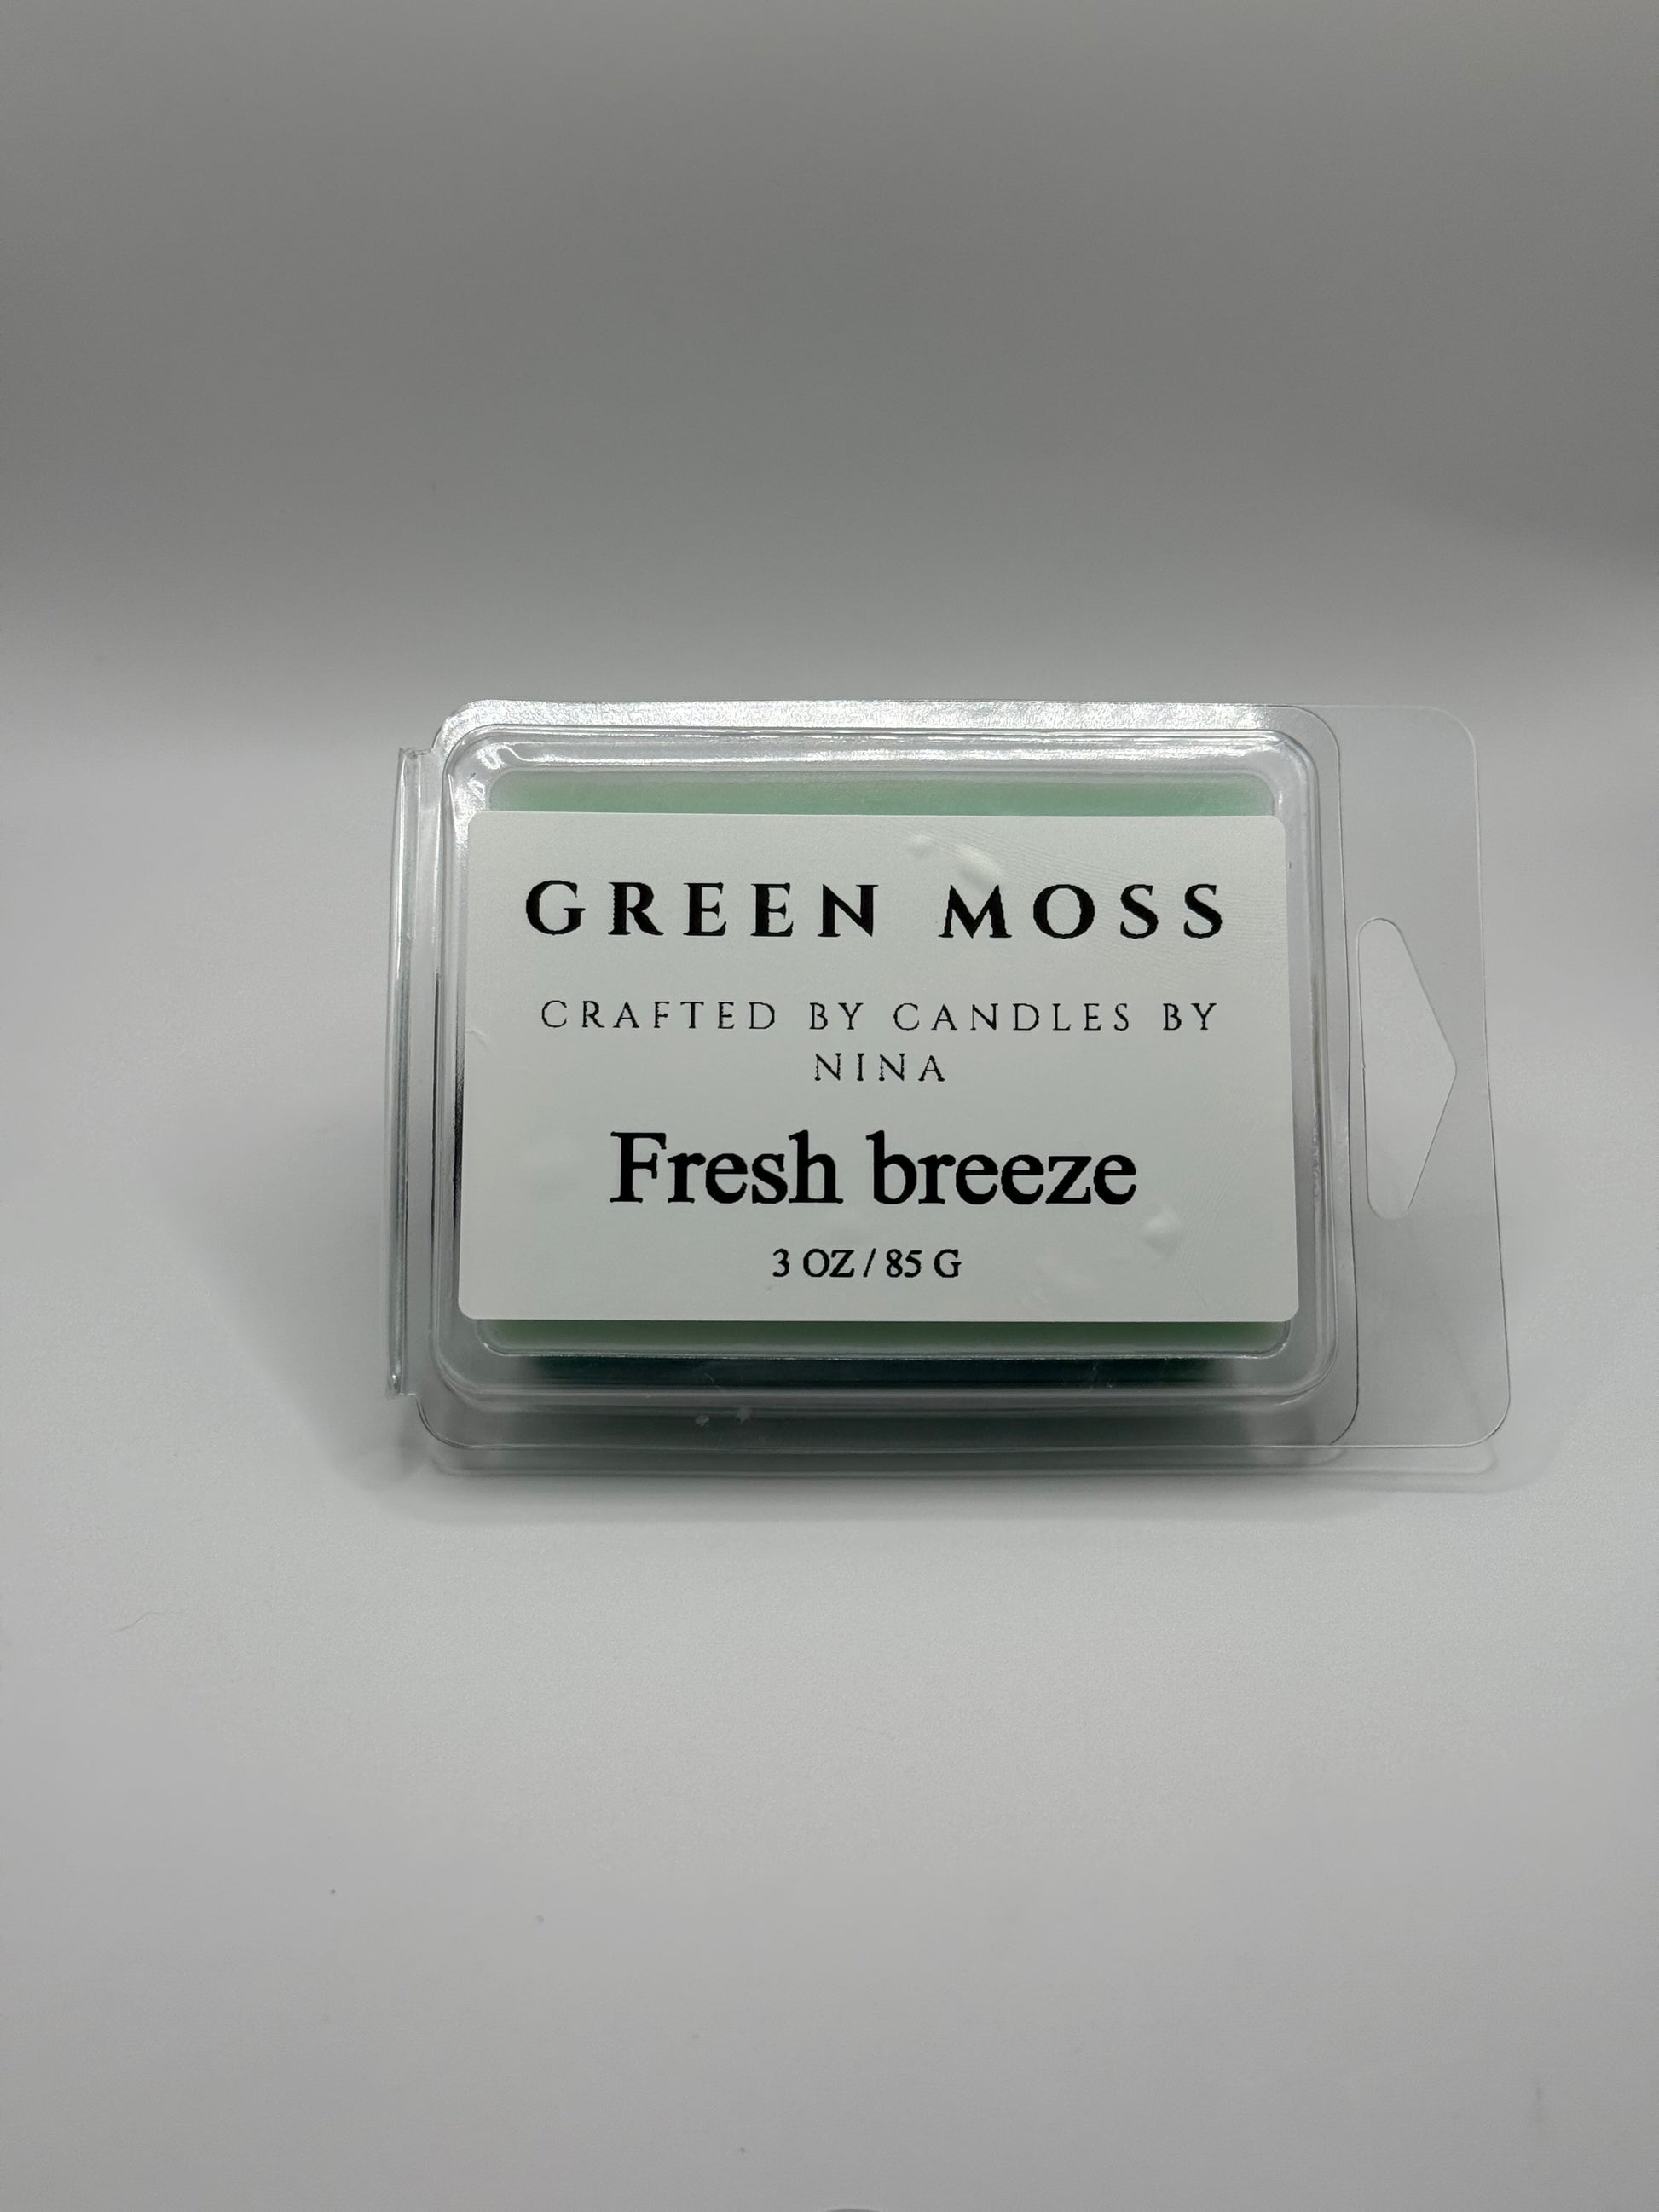 GREEN MOSS
CRAFTED BY CANDLES BY
NINA
Fresh breeze
3 OZ / 85 G